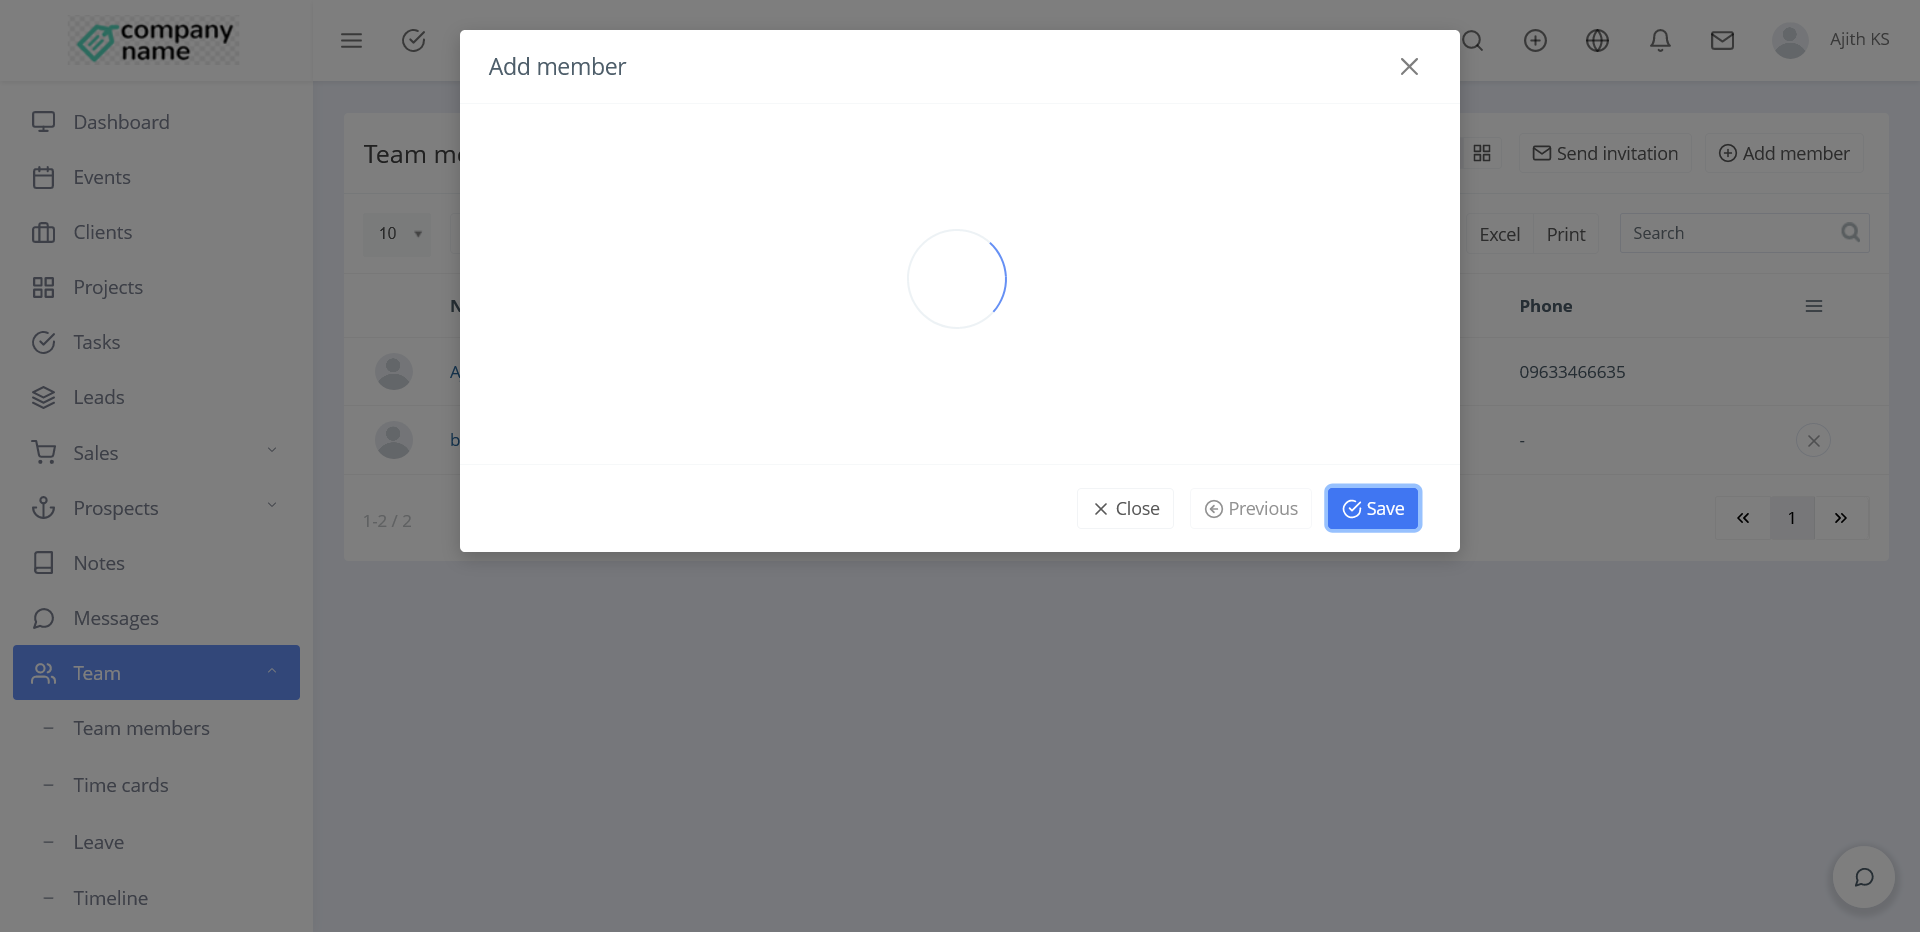 company
name
Ajith KS
Add member
Dashboard
Events
Clients
Projects
Tasks
Leads
Sales
Prospects
Notes
Messages
Team
Team members
Time cards
Leave
Timeline
Team m
Send invitation
Add member
10
Excel
Print
Search
N
Phone
A
09633466635
b
-
1-2 / 2
«
1
»
Close
Previous
Save